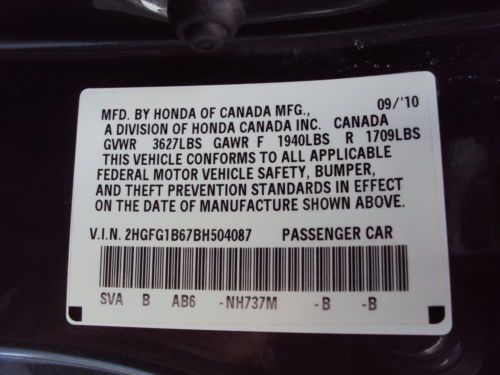 09/'10
MFD. BY HONDA OF CANADA MFG.,
A DIVISION OF HONDA CANADA INC. CANADA
GVWR 3627LBS GAWR F 1940LBS R 1709LBS
THIS VEHICLE CONFORMS TO ALL APPLICABLE
FEDERAL MOTOR VEHICLE SAFETY, BUMPER,
AND THEFT PREVENTION STANDARDS IN EFFECT
ON THE DATE OF MANUFACTURE SHOWN ABOVE.
V.I.N. 2HGFG1B67BH504087 PASSENGER CAR
SVA B AB6 -NH737M -B -B